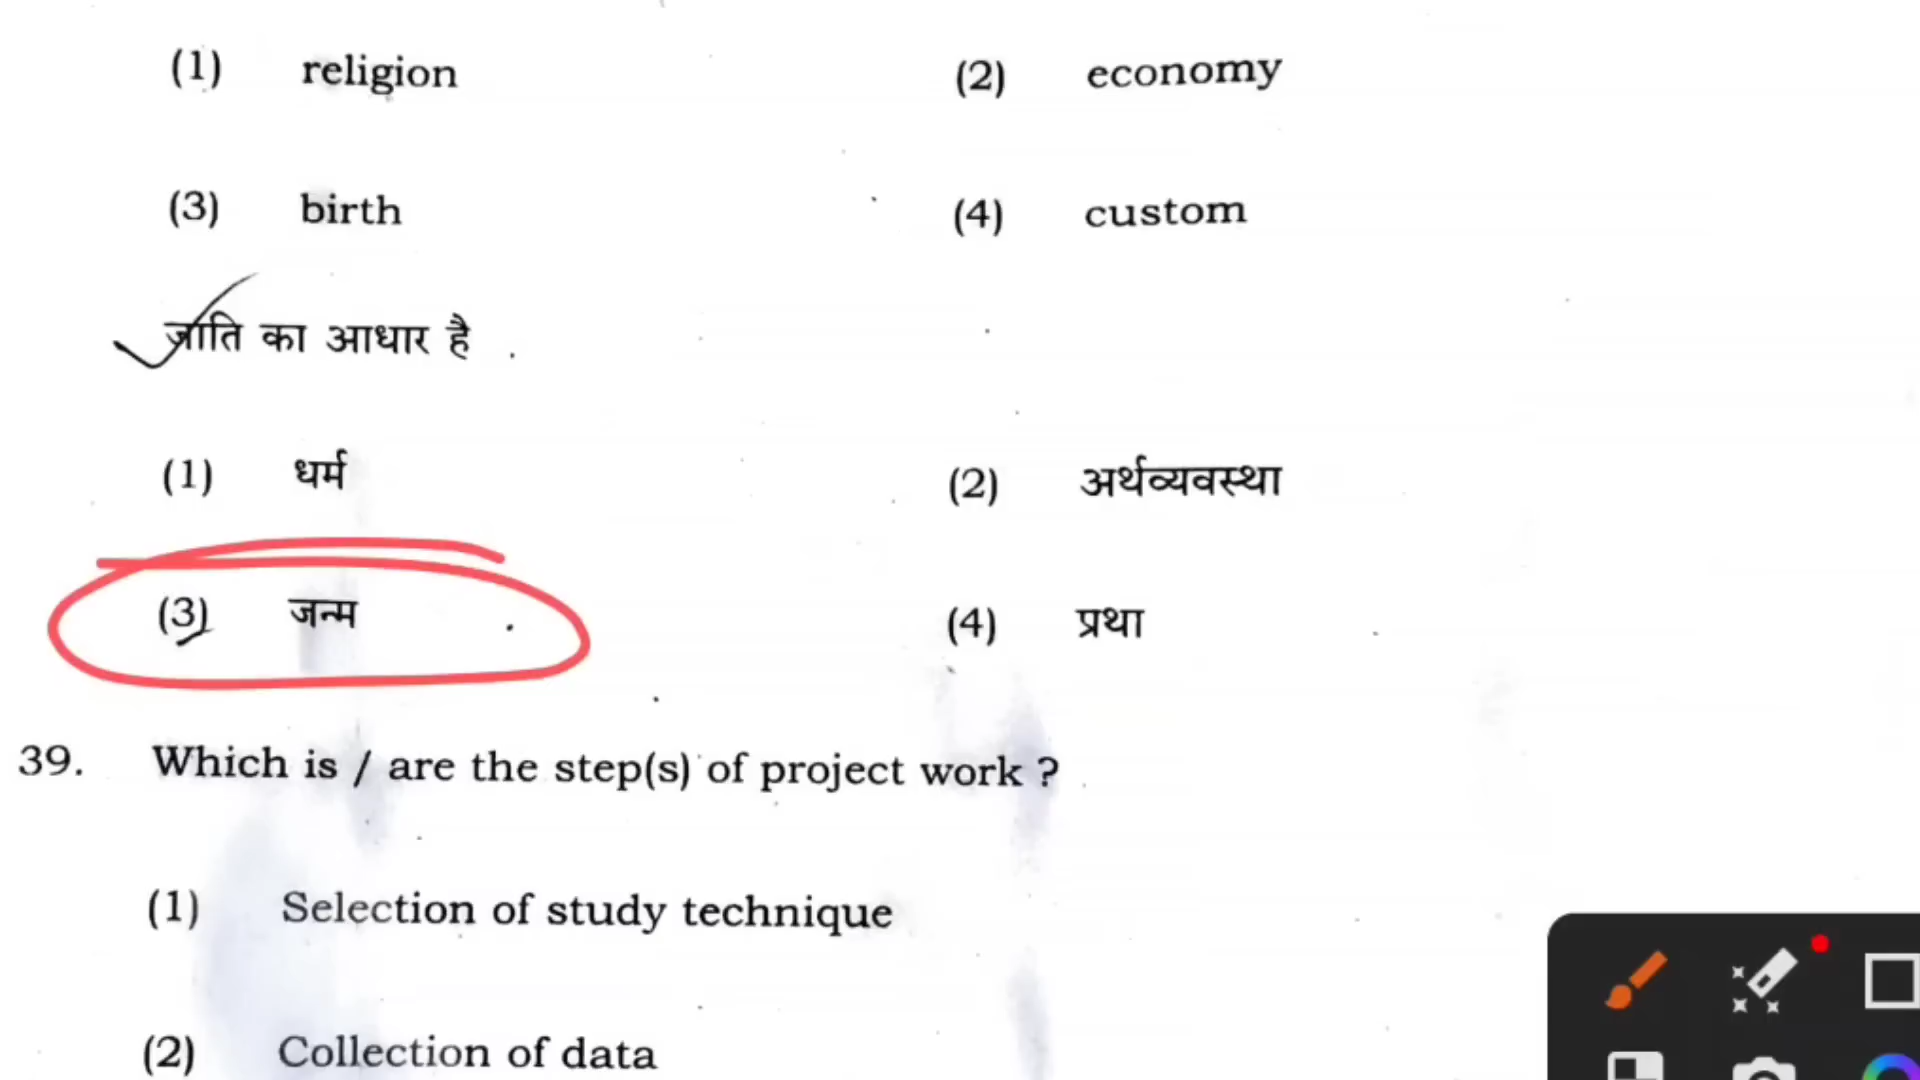 (1) religion (2) economy
(3) birth (4) custom
जाति का आधार है
(1) धर्म (2) अर्थव्यवस्था
(3) जन्म (4) प्रथा
39. Which is / are the step(s) of project work ?
(1) Selection of study technique
(2) Collection of data